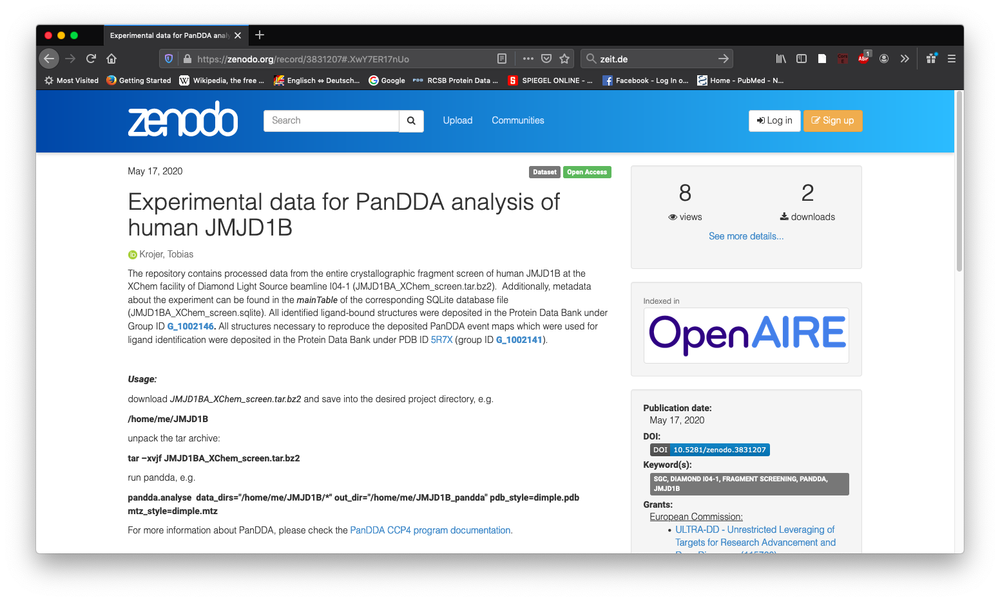 Experimental data for PanDDA analy
https://zenodo.org/record/3831207#.XwY7ER17nUo
zeit.de
1
ABP
Most Visited
Getting Started
Wikipedia, the free ...
Englisch ⇔ Deutsch...
Google
PDB RCSB Protein Data ...
S SPIEGEL ONLINE - ...
Facebook - Log In o...
Home - PubMed - N...
zenodo
Search
Upload
Communities
Log in
Sign up
May 17, 2020
Dataset
Open Access
Experimental data for PanDDA analysis of
human JMJD1B
iD Krojer, Tobias
The repository contains processed data from the entire crystallographic fragment screen of human JMJD1B at the
XChem facility of Diamond Light Source beamline I04-1 (JMJD1BA_XChem_screen.tar.bz2). Additionally, metadata
about the experiment can be found in the mainTable of the corresponding SQLite database file
(JMJD1BA_XChem_screen.sqlite). All identified ligand-bound structures were deposited in the Protein Data Bank under
Group ID G_1002146. All structures necessary to reproduce the deposited PanDDA event maps which were used for
ligand identification were deposited in the Protein Data Bank under PDB ID 5R7X (group ID G_1002141).
Usage:
download JMJD1BA_XChem_screen.tar.bz2 and save into the desired project directory, e.g.
/home/me/JMJD1B
unpack the tar archive:
tar –xvjf JMJD1BA_XChem_screen.tar.bz2
run pandda, e.g.
pandda.analyse data_dirs="/home/me/JMJD1B/*" out_dir="/home/me/JMJD1B_pandda" pdb_style=dimple.pdb
mtz_style=dimple.mtz
For more information about PanDDA, please check the PanDDA CCP4 program documentation.
8
views
2
downloads
See more details...
Indexed in
OpenAIRE
Publication date:
May 17, 2020
DOI:
DOI 10.5281/zenodo.3831207
Keyword(s):
SGC, DIAMOND I04-1, FRAGMENT SCREENING, PANDDA,
JMJD1B
Grants:
European Commission:
• ULTRA-DD - Unrestricted Leveraging of
Targets for Research Advancement and